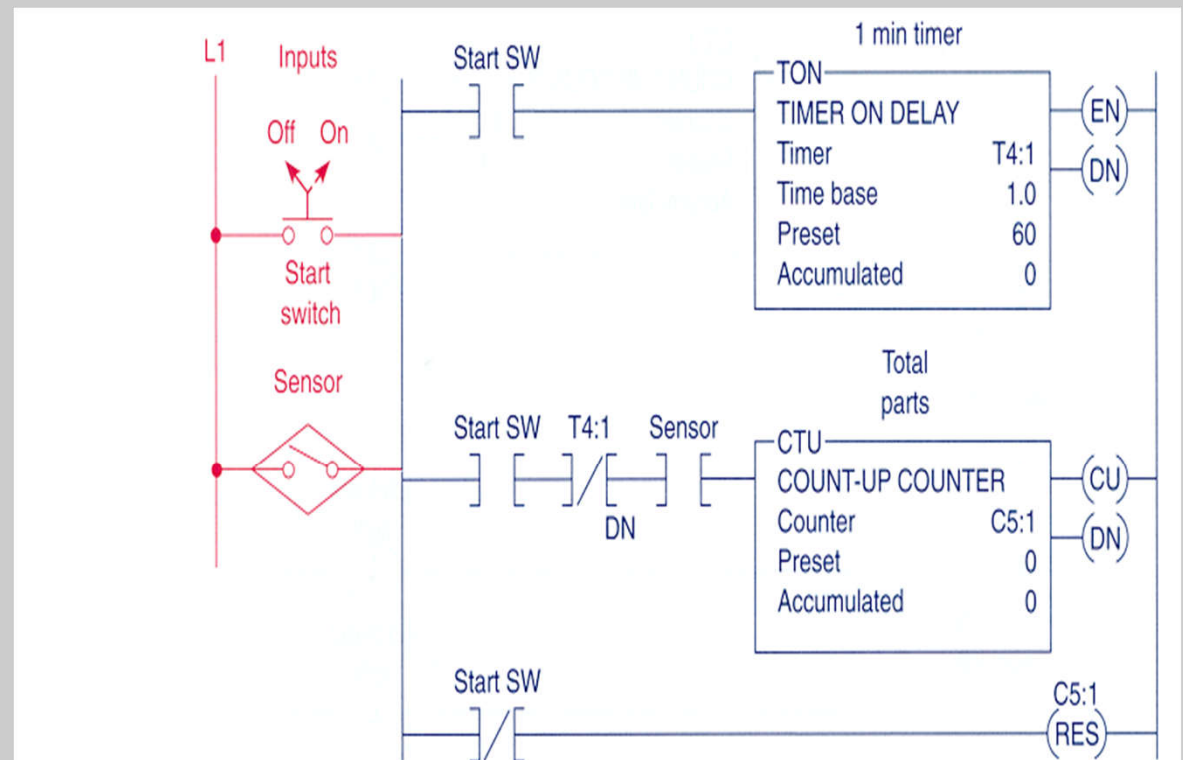 L1
Inputs
Off On
Start
switch
Sensor
Start SW
1 min timer
TON
TIMER ON DELAY
Timer T4:1
Time base 1.0
Preset 60
Accumulated 0
EN
DN
Start SW T4:1 Sensor
DN
Total
parts
CTU
COUNT-UP COUNTER
Counter C5:1
Preset 0
Accumulated 0
CU
DN
Start SW
C5:1
RES